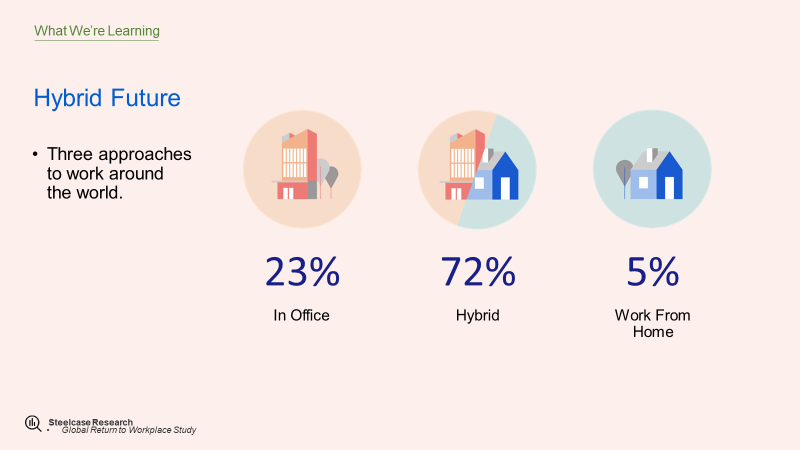 What We’re Learning
Hybrid Future
• Three approaches
to work around
the world.
23%
In Office
72%
Hybrid
5%
Work From
Home
Steelcase Research
• Global Return to Workplace Study